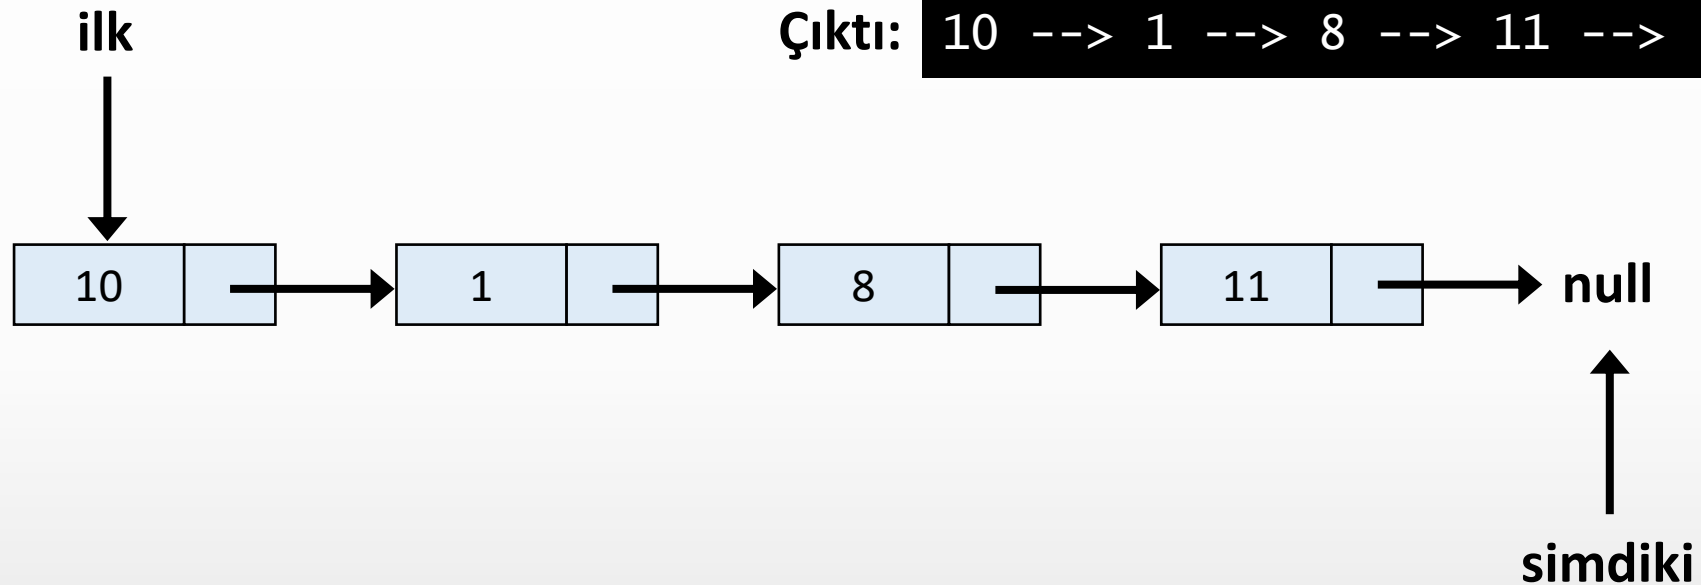 ilk
Çıktı: 10 --> 1 --> 8 --> 11 -->
10 1 8 11 null
simdiki